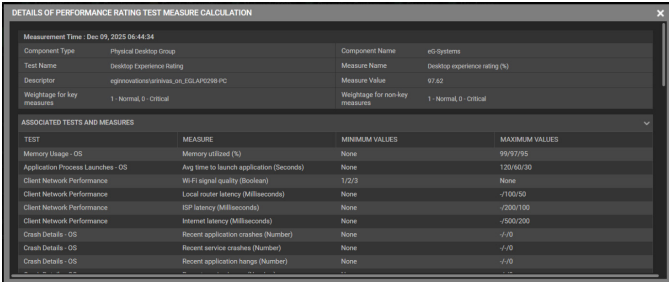 DETAILS OF PERFORMANCE RATING TEST MEASURE CALCULATION
Measurement Time : Dec 09, 2025 06:44:34
Component Type Physical Desktop Group Component Name eG-Systems
Test Name Desktop Experience Rating Measure Name Desktop experience rating (%)
Descriptor eginnovations\srinivas_on_EGLAP0298-PC Measure Value 97.62
Weightage for key measures 1 - Normal, 0 - Critical Weightage for non-key measures 1 - Normal, 0 - Critical
ASSOCIATED TESTS AND MEASURES
TEST MEASURE MINIMUM VALUES MAXIMUM VALUES
Memory Usage - OS Memory utilized (%) None 99/97/95
Application Process Launches - OS Avg time to launch application (Seconds) None 120/60/30
Client Network Performance Wi-Fi signal quality (Boolean) 1/2/3 None
Client Network Performance Local router latency (Milliseconds) None -/100/50
Client Network Performance ISP latency (Milliseconds) None -/200/100
Client Network Performance Internet latency (Milliseconds) None -/500/200
Crash Details - OS Recent application crashes (Number) None -/-/0
Crash Details - OS Recent service crashes (Number) None -/-/0
Crash Details - OS Recent application hangs (Number) None -/-/0